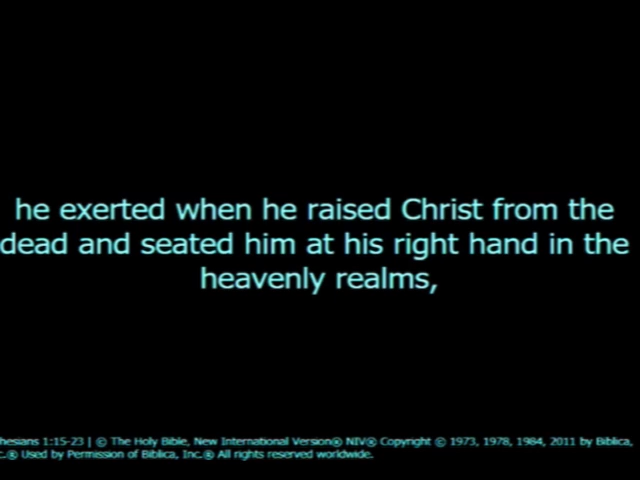 he exerted when he raised Christ from the
dead and seated him at his right hand in the
heavenly realms,
hesians 1:15-23 | © The Holy Bible, New International Version® NIV® Copyright © 1973, 1978, 1984, 2011 by Biblica,
c.® Used by Permission of Biblica, Inc.® All rights reserved worldwide.